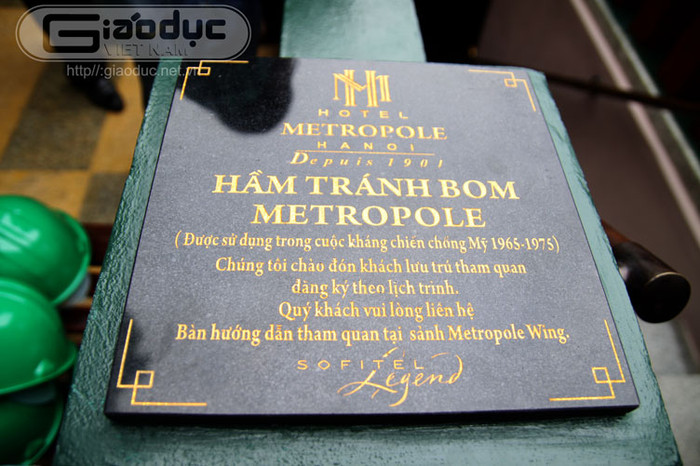 Giáo dục
VIỆT NAM
http//:giaoduc.net.vn
HOTEL
METROPOLE
HANOI
Depuis 1901
HẦM TRÁNH BOM
METROPOLE
(Được sử dụng trong cuộc kháng chiến chống Mỹ 1965-1975)
Chúng tôi chào đón khách lưu trú tham quan
đăng ký theo lịch trình.
Quý khách vui lòng liên hệ
Bàn hướng dẫn tham quan tại sảnh Metropole Wing.
SOFITEL
Legend